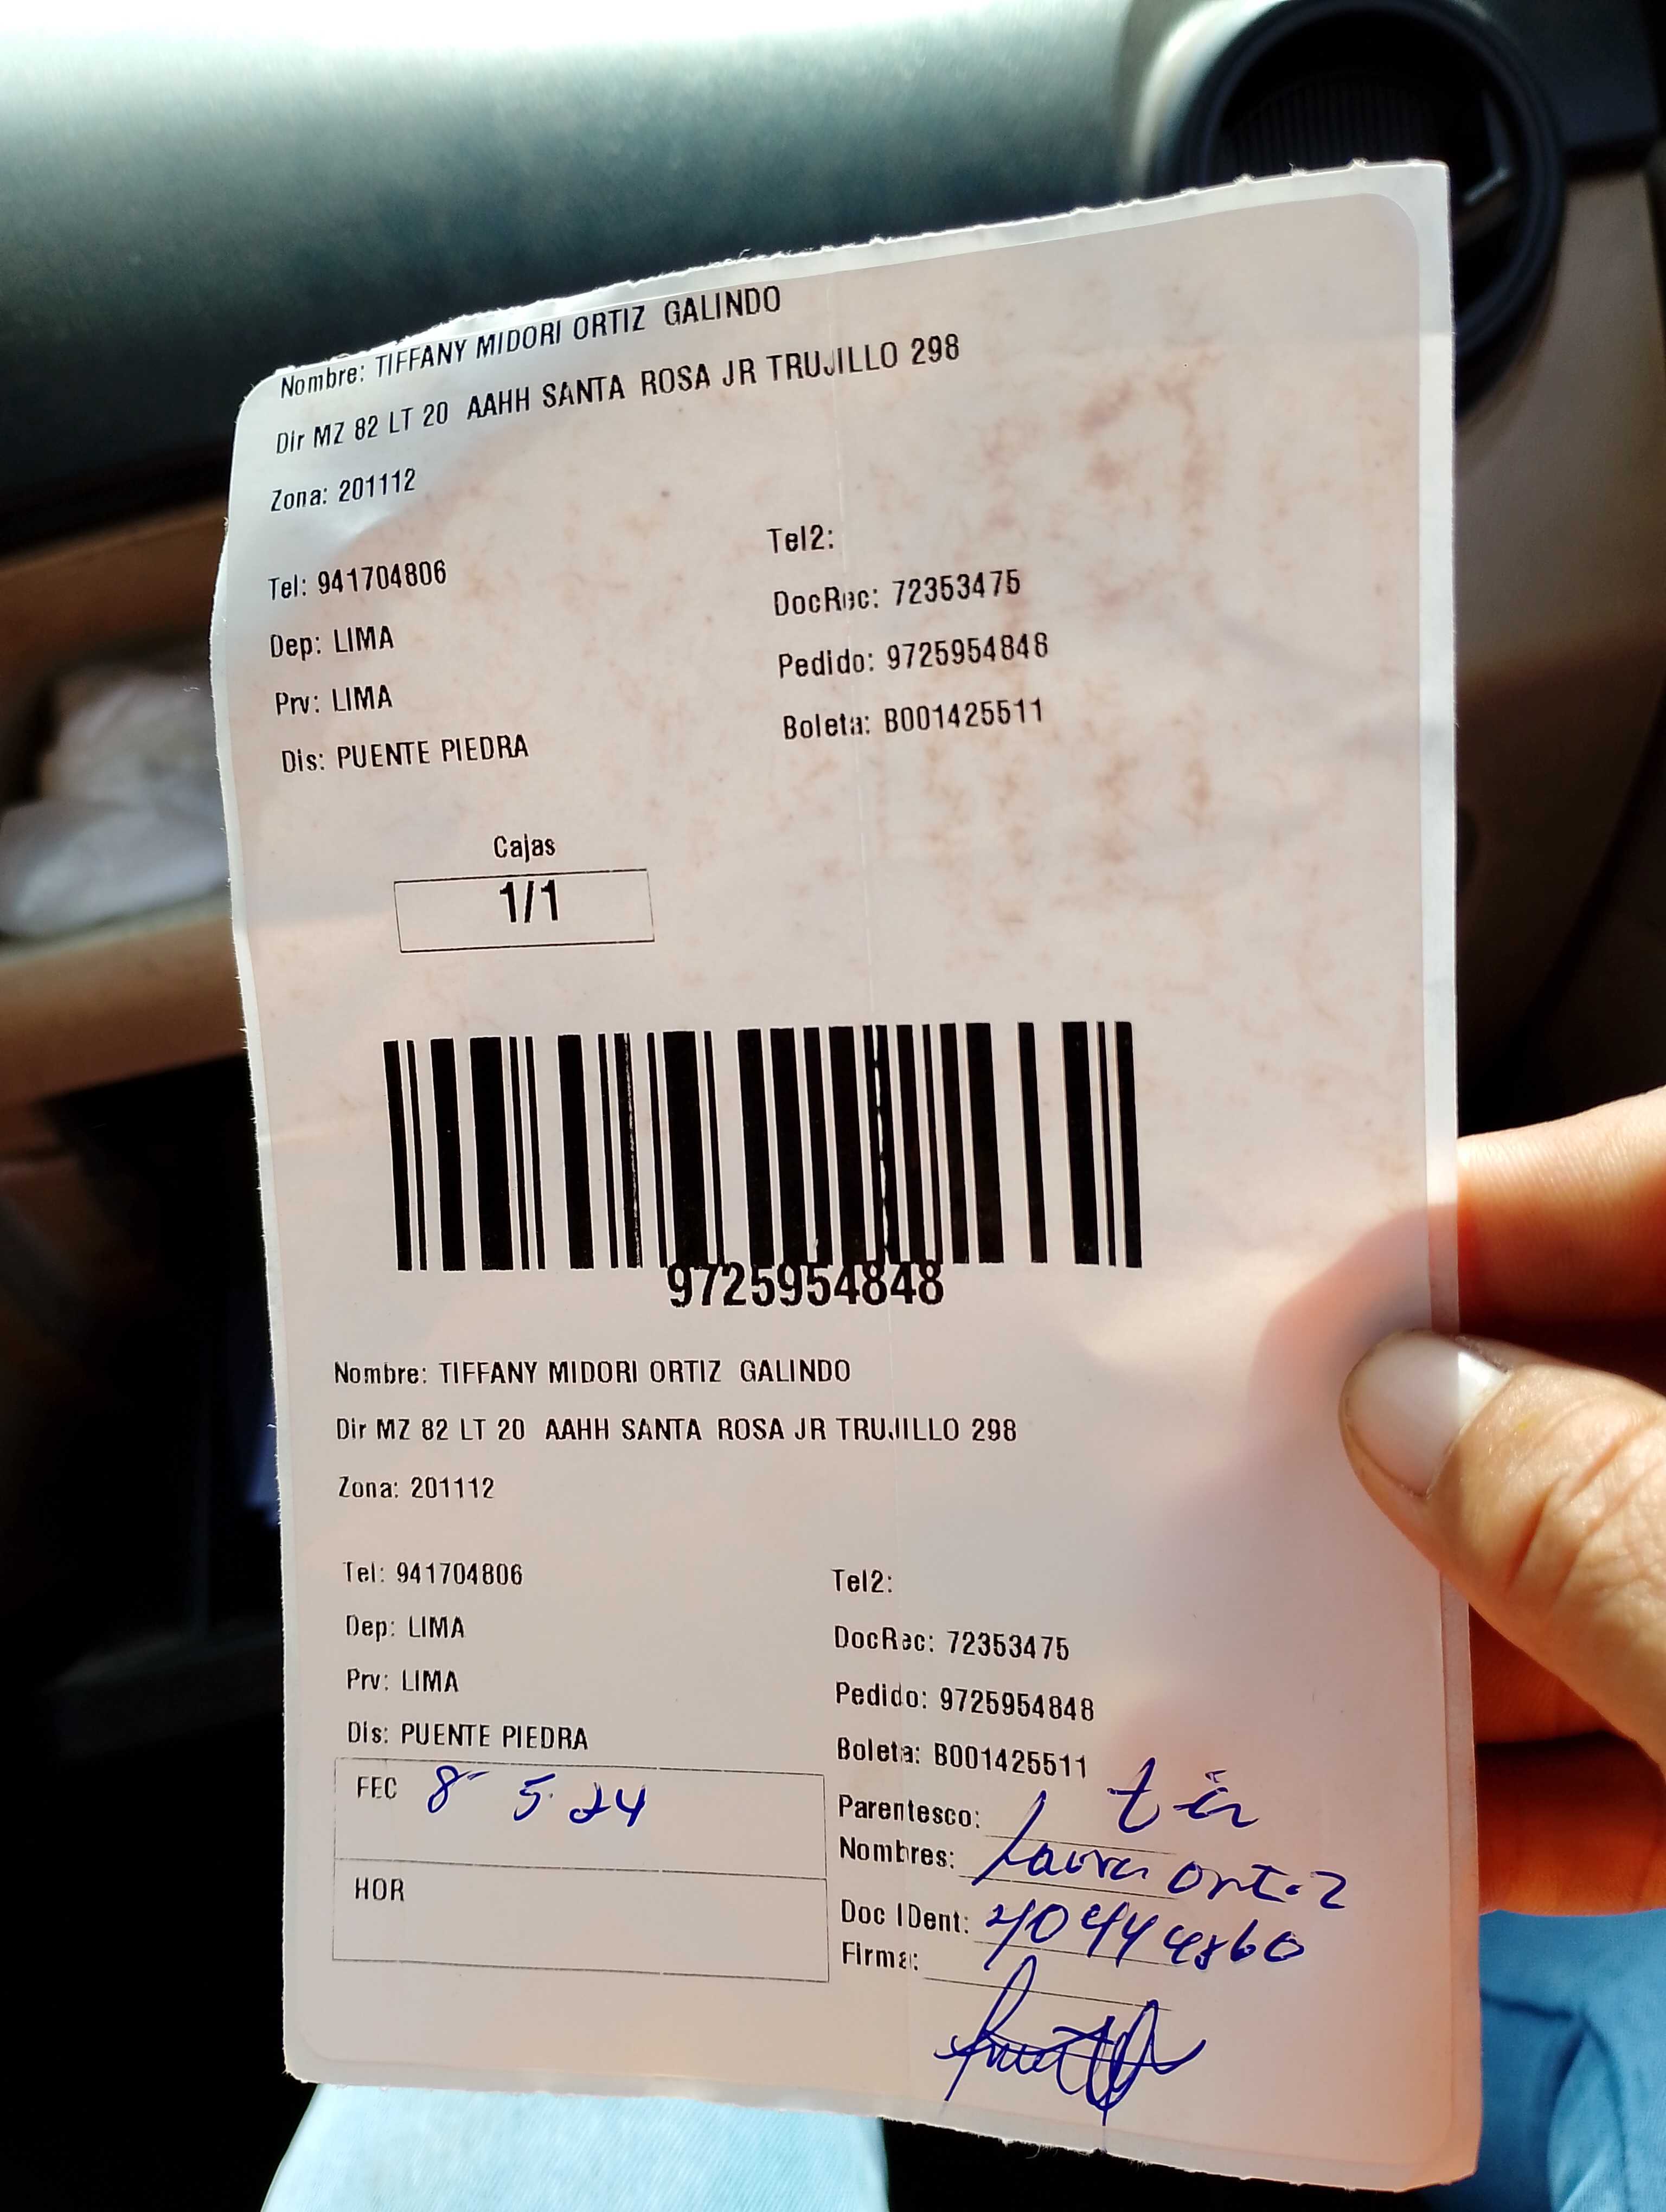 Nombre: TIFFANY MIDORI ORTIZ GALINDO
Dir MZ 82 LT 20 AAHH SANTA ROSA JR TRUJILLO 298
Zona: 201112
Tel: 941704806
Tel2:
Dep: LIMA
DocRec: 72353475
Prv: LIMA
Pedido: 9725954848
Dis: PUENTE PIEDRA
Boleta: B001425511
Cajas
1/1
9725954848
Nombre: TIFFANY MIDORI ORTIZ GALINDO
Dir MZ 82 LT 20 AAHH SANTA ROSA JR TRUJILLO 298
Zona: 201112
Tel: 941704806
Tel2:
Dep: LIMA
DocRec: 72353475
Prv: LIMA
Pedido: 9725954848
Dis: PUENTE PIEDRA
Boleta: B001425511
FEC 8 5 24
Parentesco: tia
Nombres: Laura Ortiz
HOR
Doc IDent:
Firma: